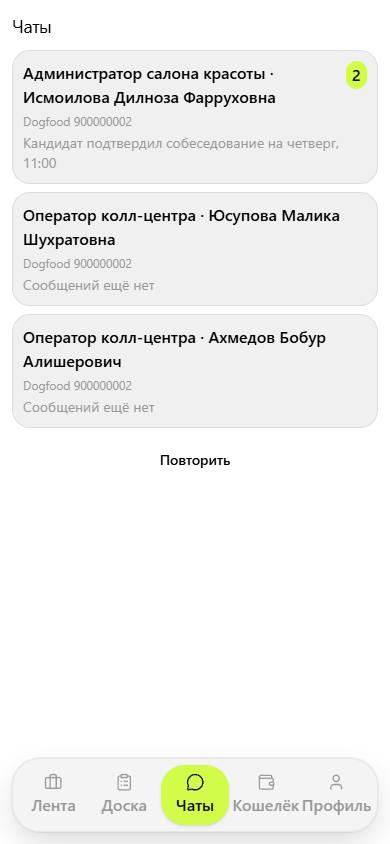 Чаты
Администратор салона красоты ·
Исмоилова Дилноза Фарруховна
2
Dogfood 900000002
Кандидат подтвердил собеседование на четверг,
11:00
Оператор колл-центра · Юсупова Малика
Шухратовна
Dogfood 900000002
Сообщений ещё нет
Оператор колл-центра · Ахмедов Бобур
Алишерович
Dogfood 900000002
Сообщений ещё нет
Повторить
Лента Доска Чаты Кошелёк Профиль